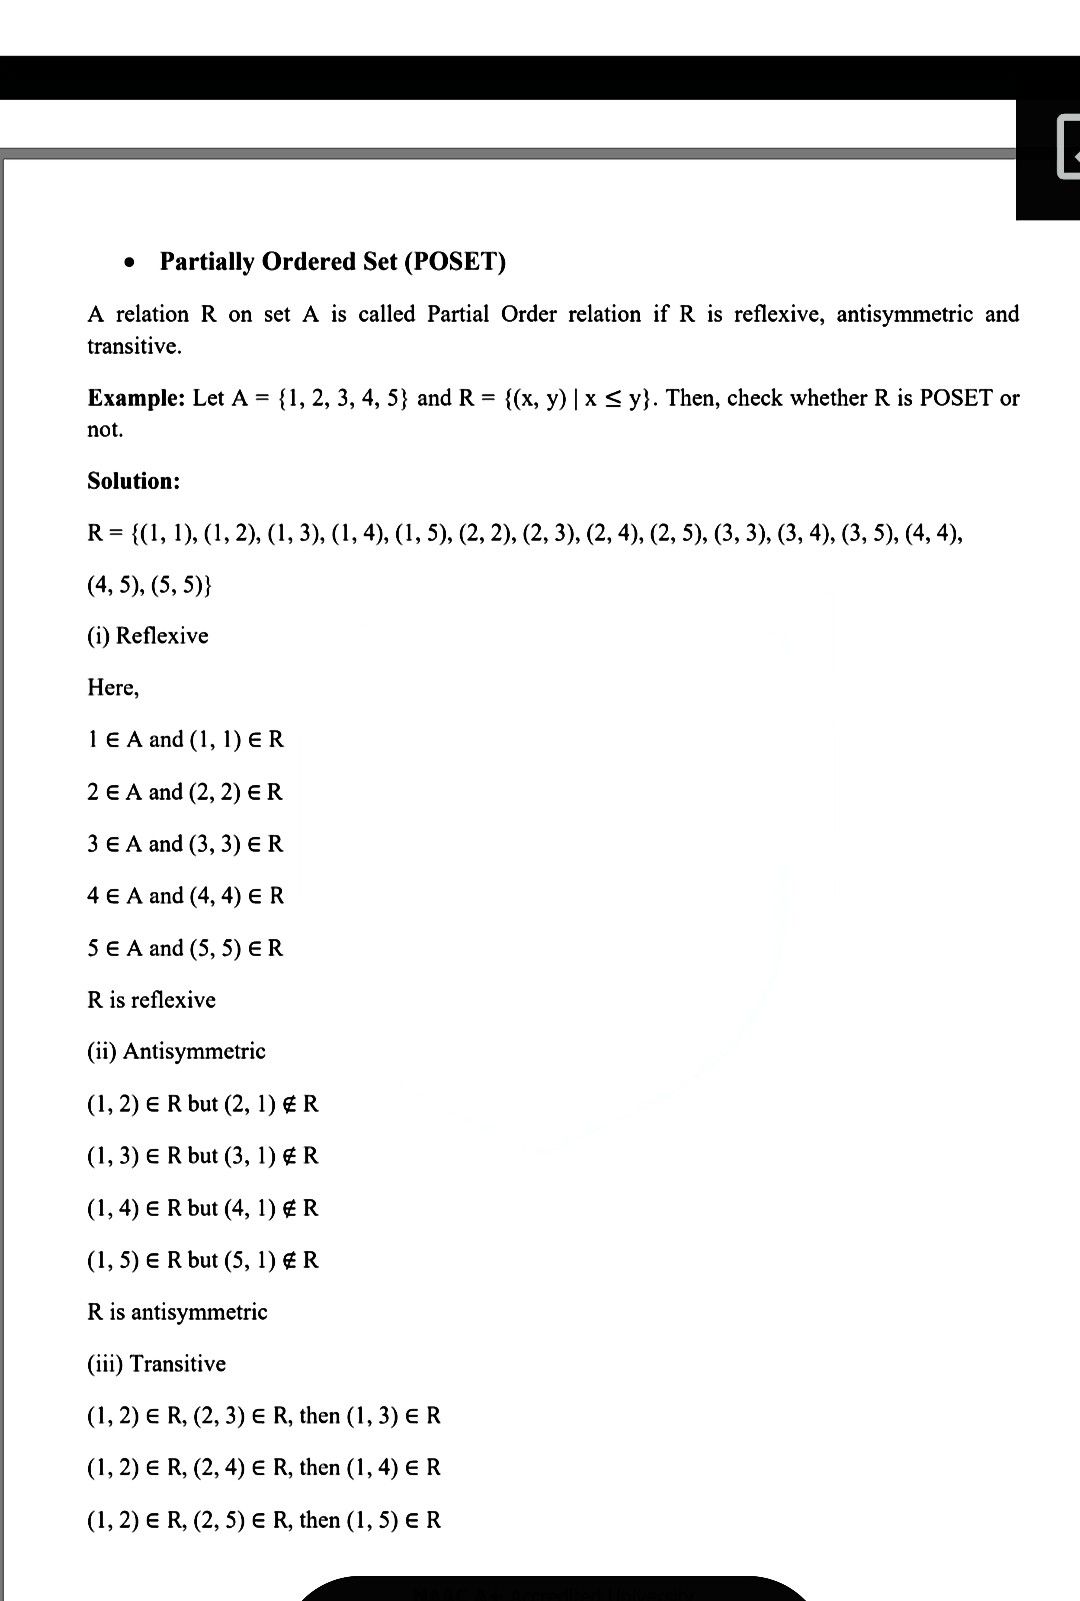 • Partially Ordered Set (POSET)
A relation R on set A is called Partial Order relation if R is reflexive, antisymmetric and
transitive.
Example: Let A = {1, 2, 3, 4, 5} and R = {(x, y) | x ≤ y}. Then, check whether R is POSET or
not.
Solution:
R = {(1, 1), (1, 2), (1, 3), (1, 4), (1, 5), (2, 2), (2, 3), (2, 4), (2, 5), (3, 3), (3, 4), (3, 5), (4, 4),
(4, 5), (5, 5)}
(i) Reflexive
Here,
1 ∈ A and (1, 1) ∈ R
2 ∈ A and (2, 2) ∈ R
3 ∈ A and (3, 3) ∈ R
4 ∈ A and (4, 4) ∈ R
5 ∈ A and (5, 5) ∈ R
R is reflexive
(ii) Antisymmetric
(1, 2) ∈ R but (2, 1) ∉ R
(1, 3) ∈ R but (3, 1) ∉ R
(1, 4) ∈ R but (4, 1) ∉ R
(1, 5) ∈ R but (5, 1) ∉ R
R is antisymmetric
(iii) Transitive
(1, 2) ∈ R, (2, 3) ∈ R, then (1, 3) ∈ R
(1, 2) ∈ R, (2, 4) ∈ R, then (1, 4) ∈ R
(1, 2) ∈ R, (2, 5) ∈ R, then (1, 5) ∈ R